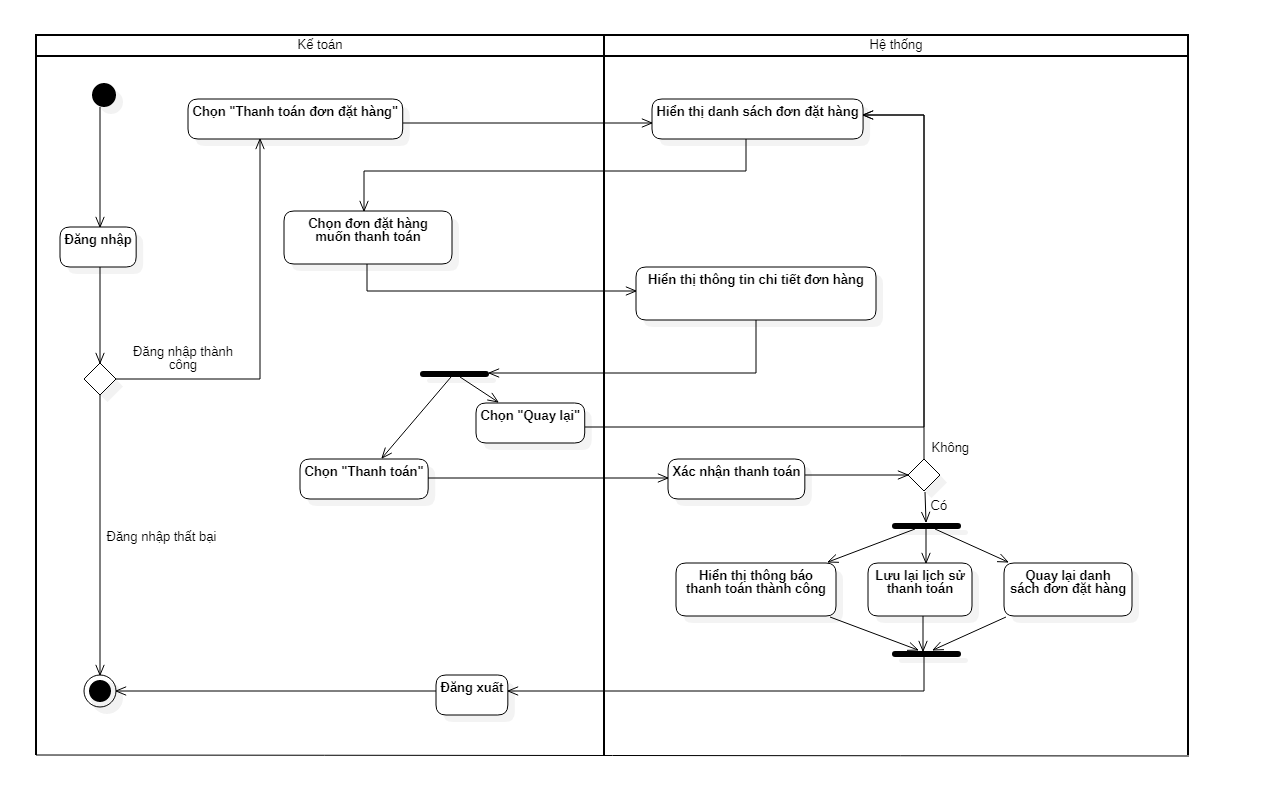 Kế toán
Hệ thống
Chọn "Thanh toán đơn đặt hàng"
Hiển thị danh sách đơn đặt hàng
Chọn đơn đặt hàng
muốn thanh toán
Đăng nhập
Hiển thị thông tin chi tiết đơn hàng
Đăng nhập thành
công
Chọn "Quay lại"
Không
Chọn "Thanh toán"
Xác nhận thanh toán
Có
Đăng nhập thất bại
Hiển thị thông báo
thanh toán thành công
Lưu lại lịch sử
thanh toán
Quay lại danh
sách đơn đặt hàng
Đăng xuất